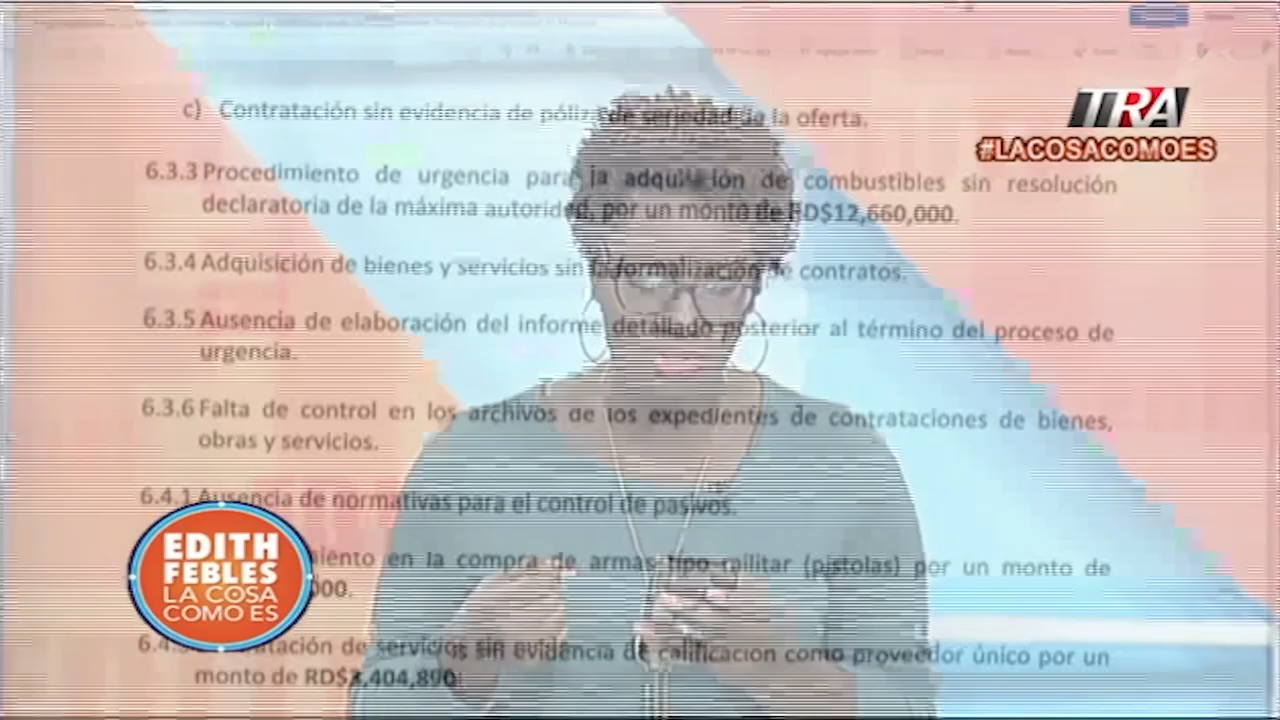 TRA
#LACOSACOMOES
c) Contratación sin evidencia de póliza de seriedad de la oferta.
6.3.3 Procedimiento de urgencia para la adquisición de combustibles sin resolución
declaratoria de la máxima autoridad, por un monto de RD$12,660,000.
6.3.4 Adquisición de bienes y servicios sin la formalización de contratos.
6.3.5 Ausencia de elaboración del informe detallado posterior al término del proceso de
urgencia.
6.3.6 Falta de control en los archivos de los expedientes de contrataciones de bienes,
obras y servicios.
6.4.1 Ausencia de normativas para el control de pasivos.
en la compra de armas tipo militar (pistolas) por un monto de
000.
de servicios sin evidencia de calificación como proveedor único por un
monto de RD$3,404,890
EDITH
FEBLES
LA COSA
COMO ES